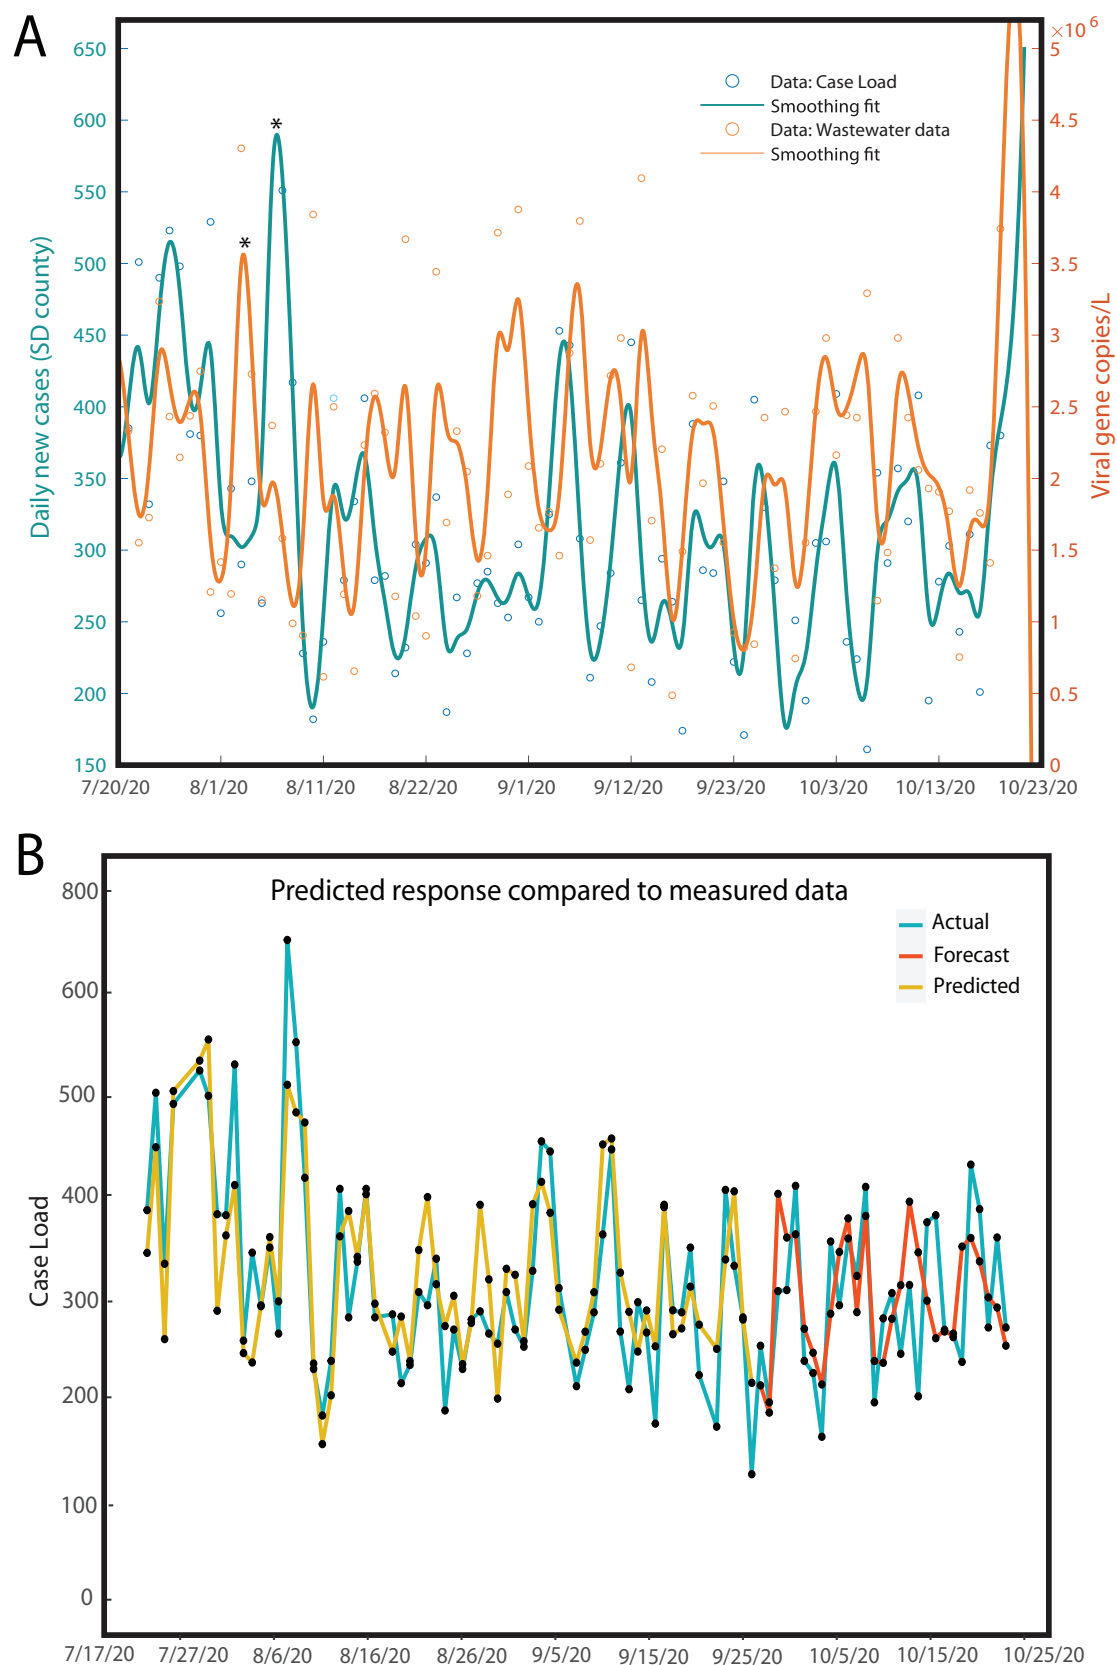 A
×10 6
650
600
550
500
450
400
350
300
250
200
150
Daily new cases (SD county)
5
4.5
4
3.5
3
2.5
2
1.5
1
0.5
0
Viral gene copies/L
Data: Case Load
Smoothing fit
Data: Wastewater data
Smoothing fit
*
*
7/20/20 8/1/20 8/11/20 8/22/20 9/1/20 9/12/20 9/23/20 10/3/20 10/13/20 10/23/20
B
Predicted response compared to measured data
Actual
Forecast
Predicted
800
600
500
400
300
200
100
0
Case Load
7/17/20 7/27/20 8/6/20 8/16/20 8/26/20 9/5/20 9/15/20 9/25/20 10/5/20 10/15/20 10/25/20